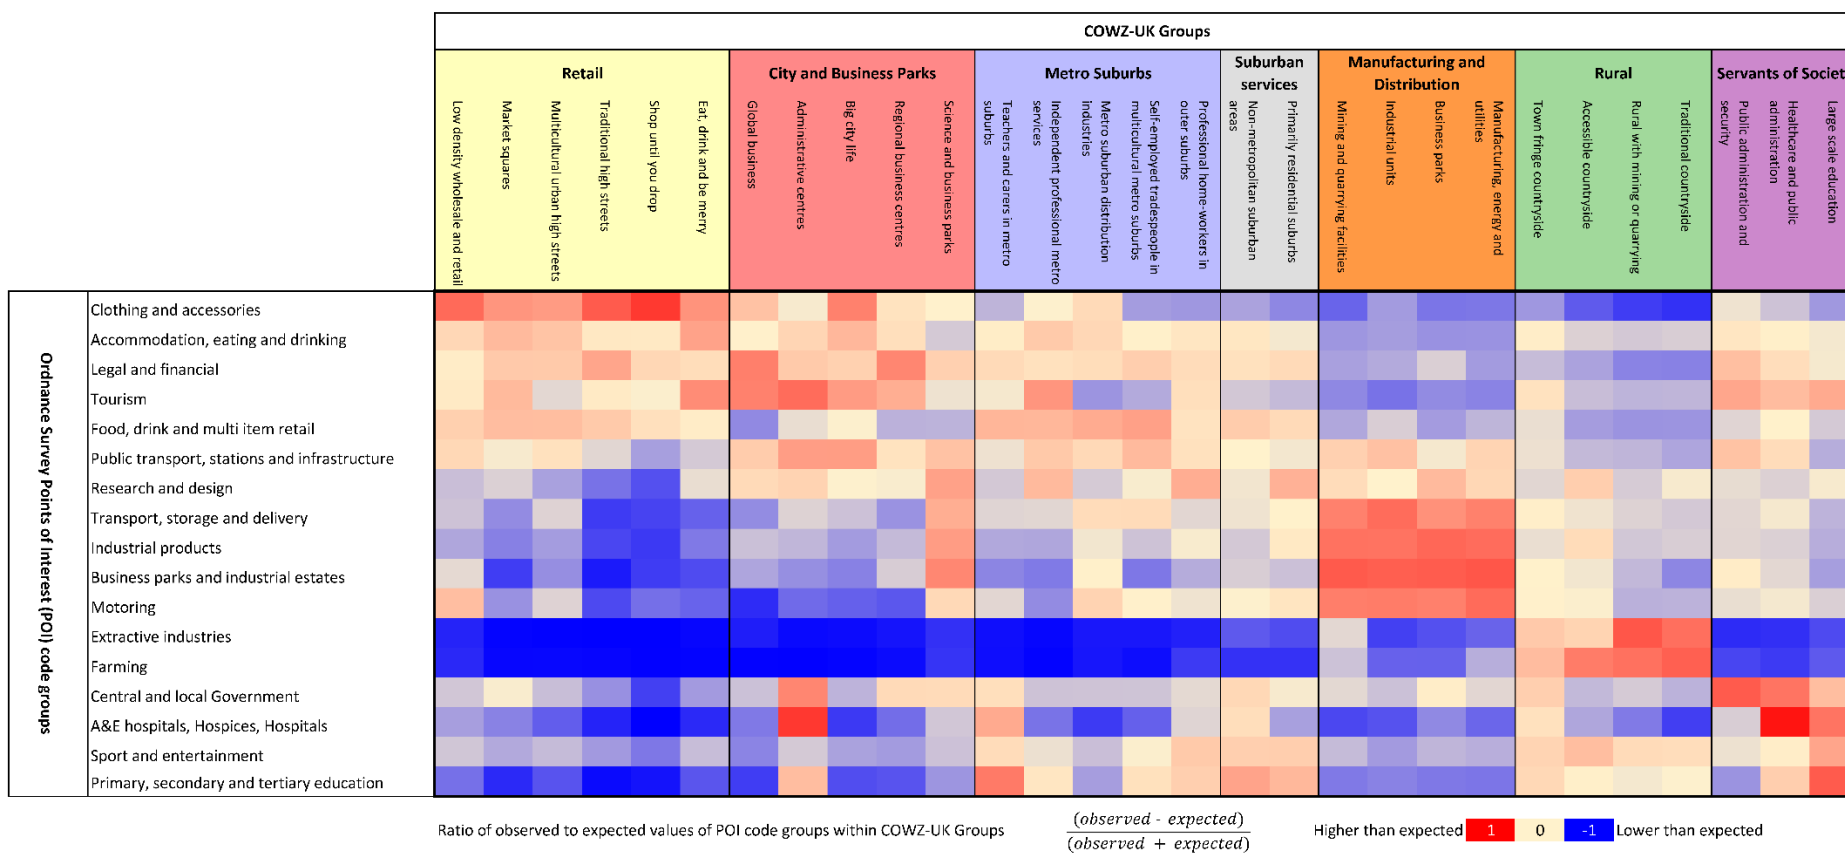 COWZ-UK Groups
Retail
City and Business Parks
Metro Suburbs
Suburban
services
Manufacturing and
Distribution
Rural
Servants of Societ
Low density wholesale and retail
Market squares
Multicultural urban high streets
Traditional high streets
Shop until you drop
Eat, drink and be merry
Global business
Administrative centres
Big city life
Regional business centres
Science and business parks
Teachers and carers in metro
suburbs
Independent professional metro
services
Metro suburban distribution
industries
Self-employed tradespeople in
multicultural metro suburbs
Professional home-workers in
outer suburbs
Non-metropolitan suburban
areas
Primarily residential suburbs
Mining and quarrying facilities
Industrial units
Business parks
Manufacturing, energy and
utilities
Town fringe countryside
Accessible countryside
Rural with mining or quarrying
Traditional countryside
Public administration and
security
Healthcare and public
administration
Large scale education
Ordnance Survey Points of Interest (POI) code groups
Clothing and accessories
Accommodation, eating and drinking
Legal and financial
Tourism
Food, drink and multi item retail
Public transport, stations and infrastructure
Research and design
Transport, storage and delivery
Industrial products
Business parks and industrial estates
Motoring
Extractive industries
Farming
Central and local Government
A&E hospitals, Hospices, Hospitals
Sport and entertainment
Primary, secondary and tertiary education
Ratio of observed to expected values of POI code groups within COWZ-UK Groups
(observed - expected)
(observed + expected)
Higher than expected 1 0 -1 Lower than expected